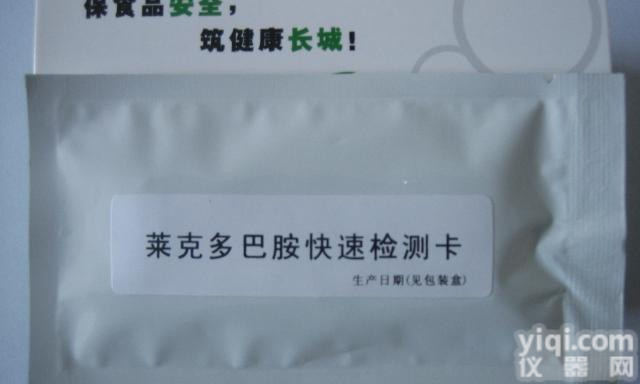 保食品安全，
筑健康长城!
莱克多巴胺快速检测卡
生产日期(见包装盒)
yiqi.com
仪器网